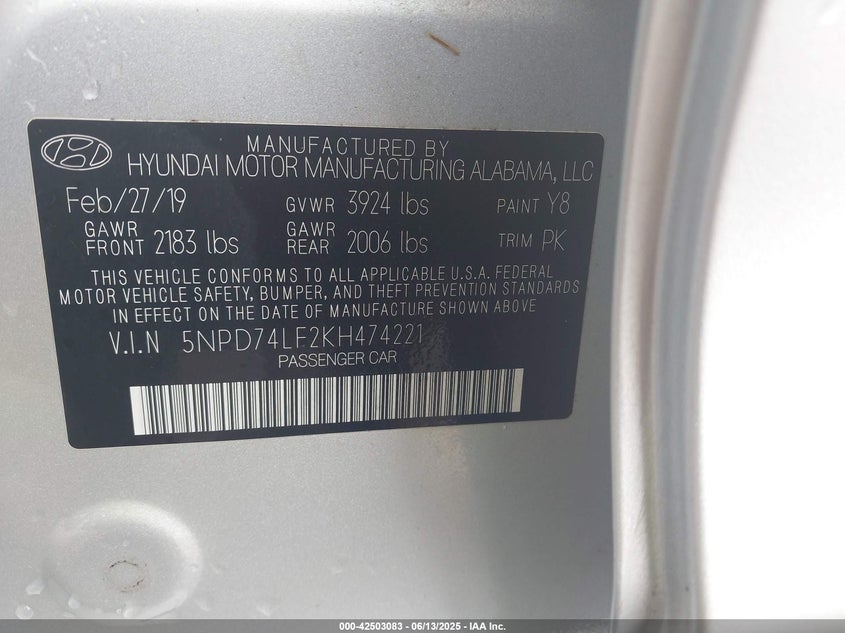 MANUFACTURED BY
HYUNDAI MOTOR MANUFACTURING ALABAMA, LLC
Feb/27/19 GVWR 3924 lbs PAINT Y8
GAWR FRONT 2183 lbs GAWR REAR 2006 lbs TRIM PK
THIS VEHICLE CONFORMS TO ALL APPLICABLE U.S.A. FEDERAL
MOTOR VEHICLE SAFETY, BUMPER, AND THEFT PREVENTION STANDARDS
IN EFFECT ON THE DATE OF MANUFACTURE SHOWN ABOVE.
V.I.N 5NPD74LF2KH474221
PASSENGER CAR
000-42503083 - 06/13/2025 - IAA Inc.